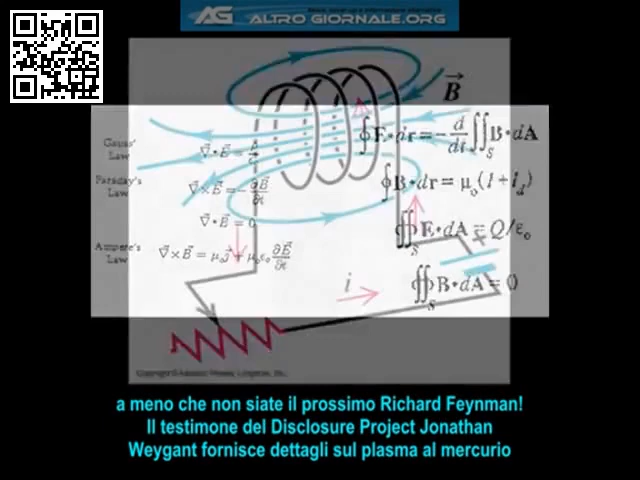 ALTRO GIORNALE.ORG
B
Gauss'
Law
Faraday's
Law
Ampere's
Law
∇·E =
∇×E = -∂B/∂t
∇·B = 0
∇×B = μ₀J + μ₀ε₀ ∂E/∂t
∮E·dr = -d/dt ∬B·dA
∮B·dr = μ₀(I + i_d)
∯E·dA = Q/ε₀
∯B·dA = 0
i
a meno che non siate il prossimo Richard Feynman!
Il testimone del Disclosure Project Jonathan
Weygant fornisce dettagli sul plasma al mercurio